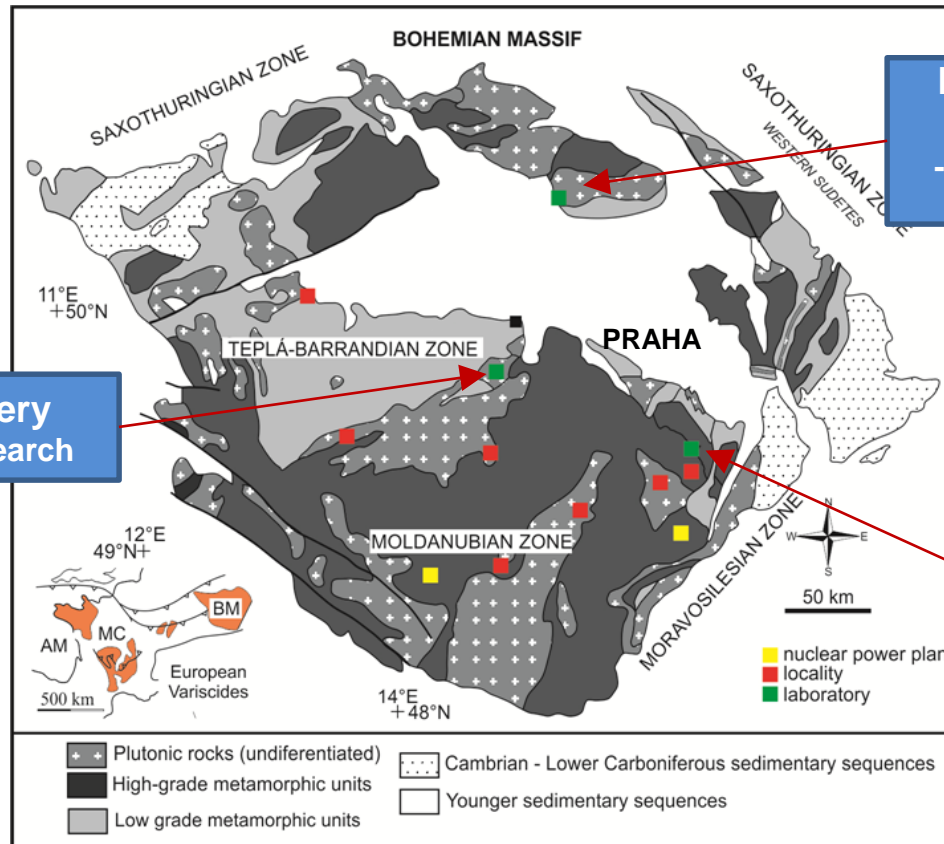 BOHEMIAN MASSIF
SAXOTHURINGIAN ZONE
SAXOTHURINGIAN ZONE
WESTERN SUDETES
11°E
+50°N
TEPLÁ-BARRANDIAN ZONE
PRAHA
ery
earch
MOLDANUBIAN ZONE
MORAVOSILESIAN ZONE
N
W
E
S
50 km
12°E
49°N+
BM
AM
MC
European
Variscides
500 km
14°E
+48°N
nuclear power plan
locality
laboratory
Plutonic rocks (undifferentiated)
High-grade metamorphic units
Low grade metamorphic units
Cambrian - Lower Carboniferous sedimentary sequences
Younger sedimentary sequences